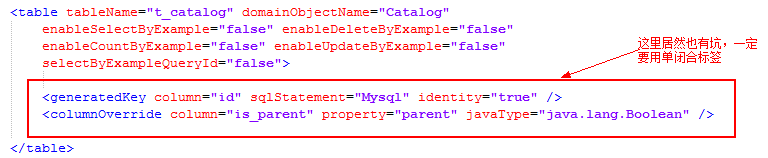 <table tableName="t_catalog" domainObjectName="Catalog"
enableSelectByExample="false" enableDeleteByExample="false"
enableCountByExample="false" enableUpdateByExample="false"
selectByExampleQueryId="false">
这里居然也有坑，一定
要用单闭合标签
<generatedKey column="id" sqlStatement="Mysql" identity="true" />
<columnOverride column="is_parent" property="parent" javaType="java.lang.Boolean" />
</table>